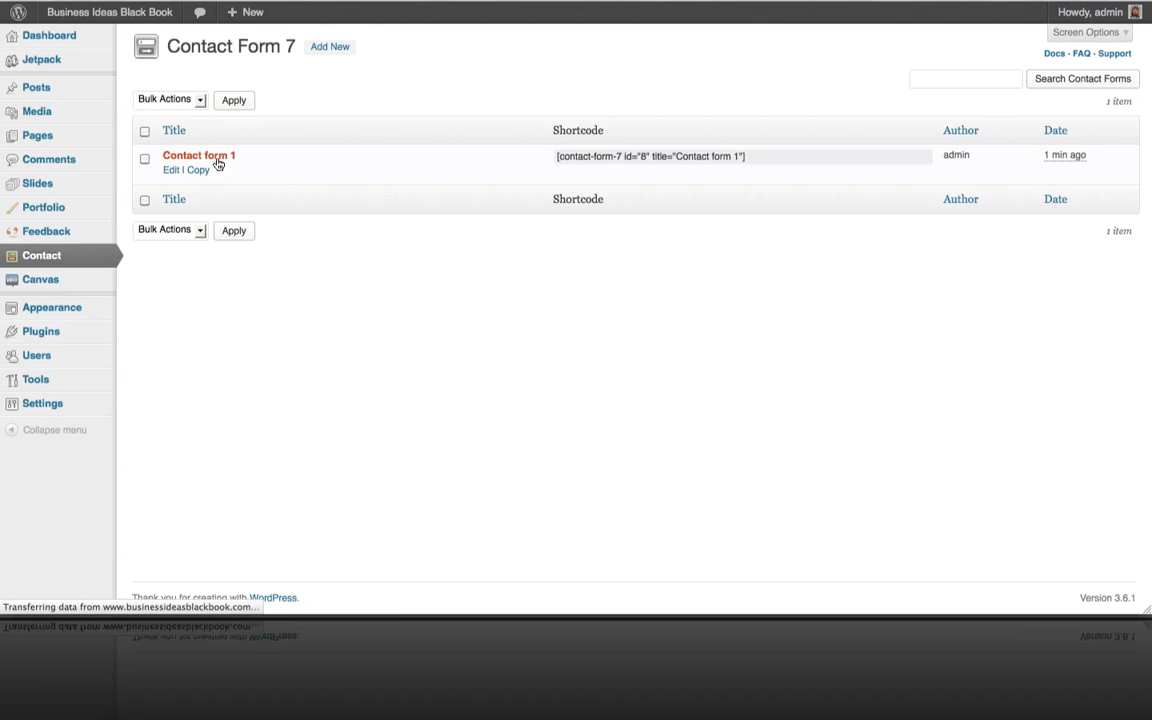 Business Ideas Black Book
+ New
Howdy, admin
Screen Options
Docs - FAQ - Support
Dashboard
Jetpack
Posts
Media
Pages
Comments
Slides
Portfolio
Feedback
Contact
Canvas
Appearance
Plugins
Users
Tools
Settings
Collapse menu
Contact Form 7 Add New
Search Contact Forms
Bulk Actions Apply
1 item
Title Shortcode Author Date
Contact form 1 [contact-form-7 id="8" title="Contact form 1"] admin 1 min ago
Edit | Copy
Title Shortcode Author Date
Bulk Actions Apply
1 item
Thank you for creating with WordPress.
Version 3.6.1
Transferring data from www.businessideasblackbook.com...